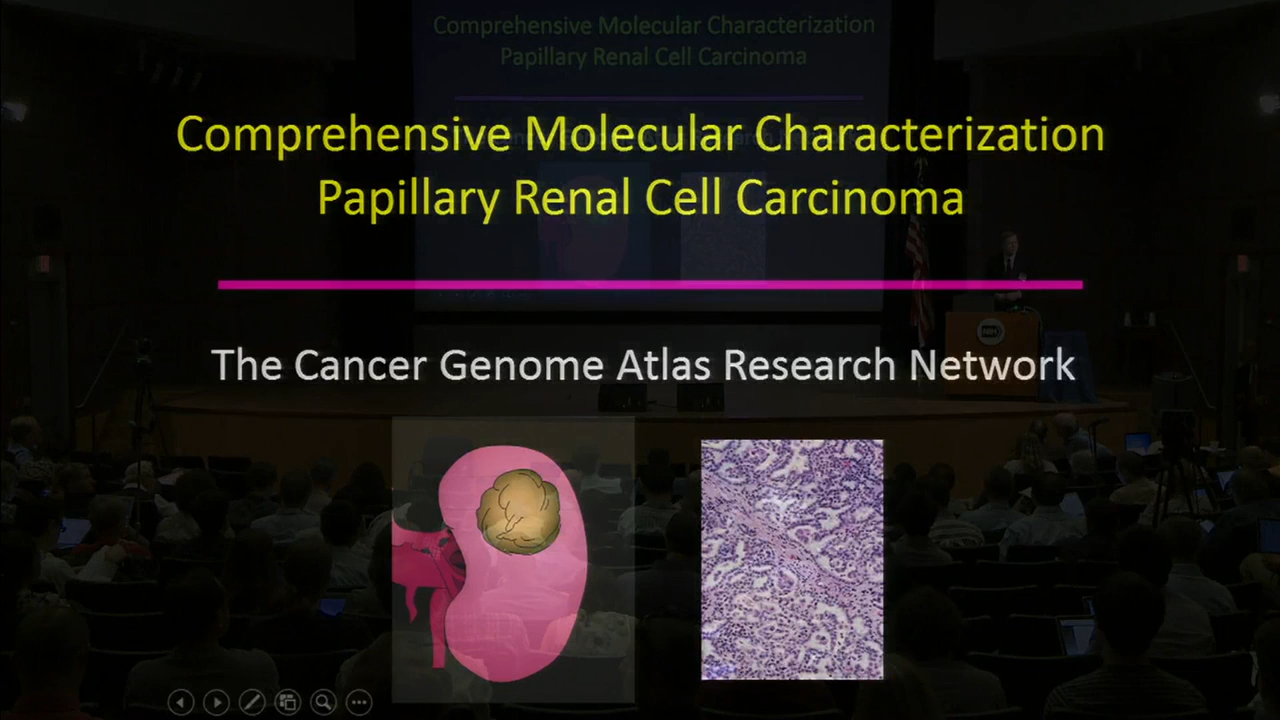 Comprehensive Molecular Characterization
Papillary Renal Cell Carcinoma
Comprehensive Molecular Characterization
Papillary Renal Cell Carcinoma
The Cancer Genome Atlas Research Network
NIH